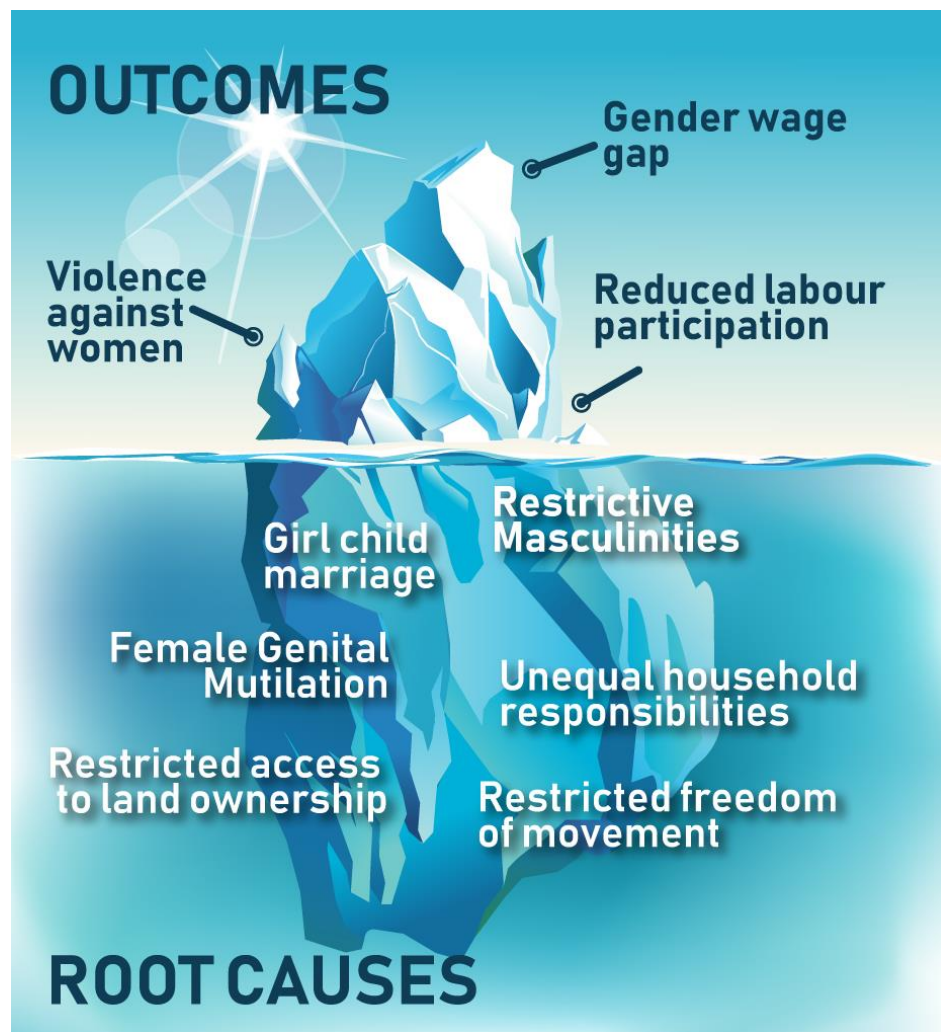 OUTCOMES
Gender wage
gap
Violence
against
women
Reduced labour
participation
Restrictive
Masculinities
Girl child
marriage
Female Genital
Mutilation
Unequal household
responsibilities
Restricted access
to land ownership
Restricted freedom
of movement
ROOT CAUSES